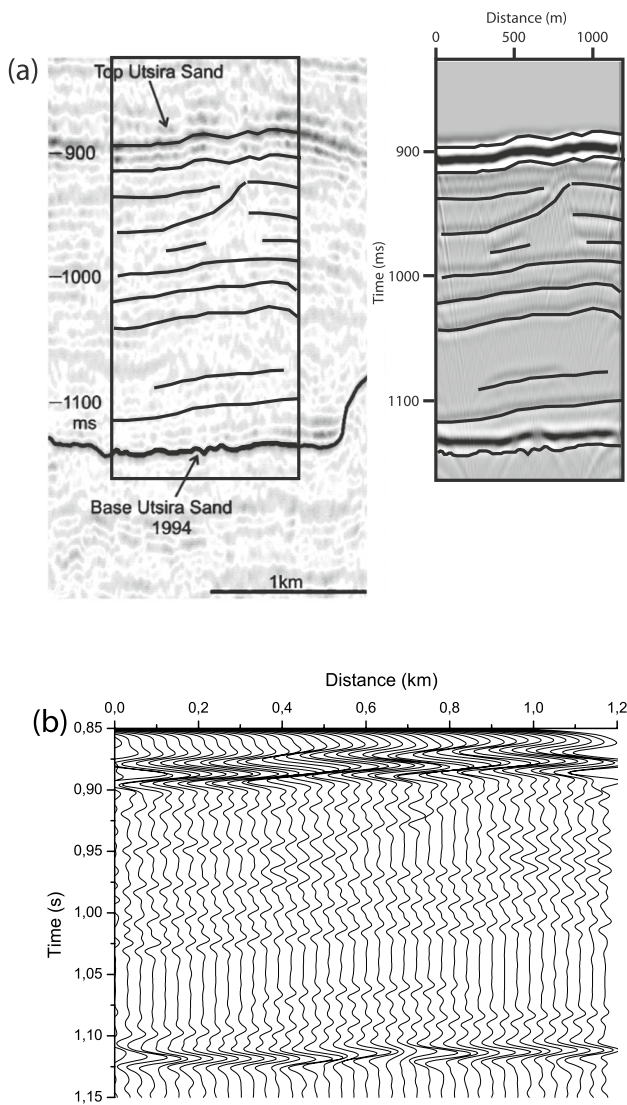 (a)
Top Utsira Sand
–900
–1000
–1100
ms
Base Utsira Sand
1994
1km
Distance (m)
0 500 1000
Time (ms)
900
1000
1100
(b)
Distance (km)
0,0 0,2 0,4 0,6 0,8 1,0 1,2
Time (s)
0,85
0,90
0,95
1,00
1,05
1,10
1,15